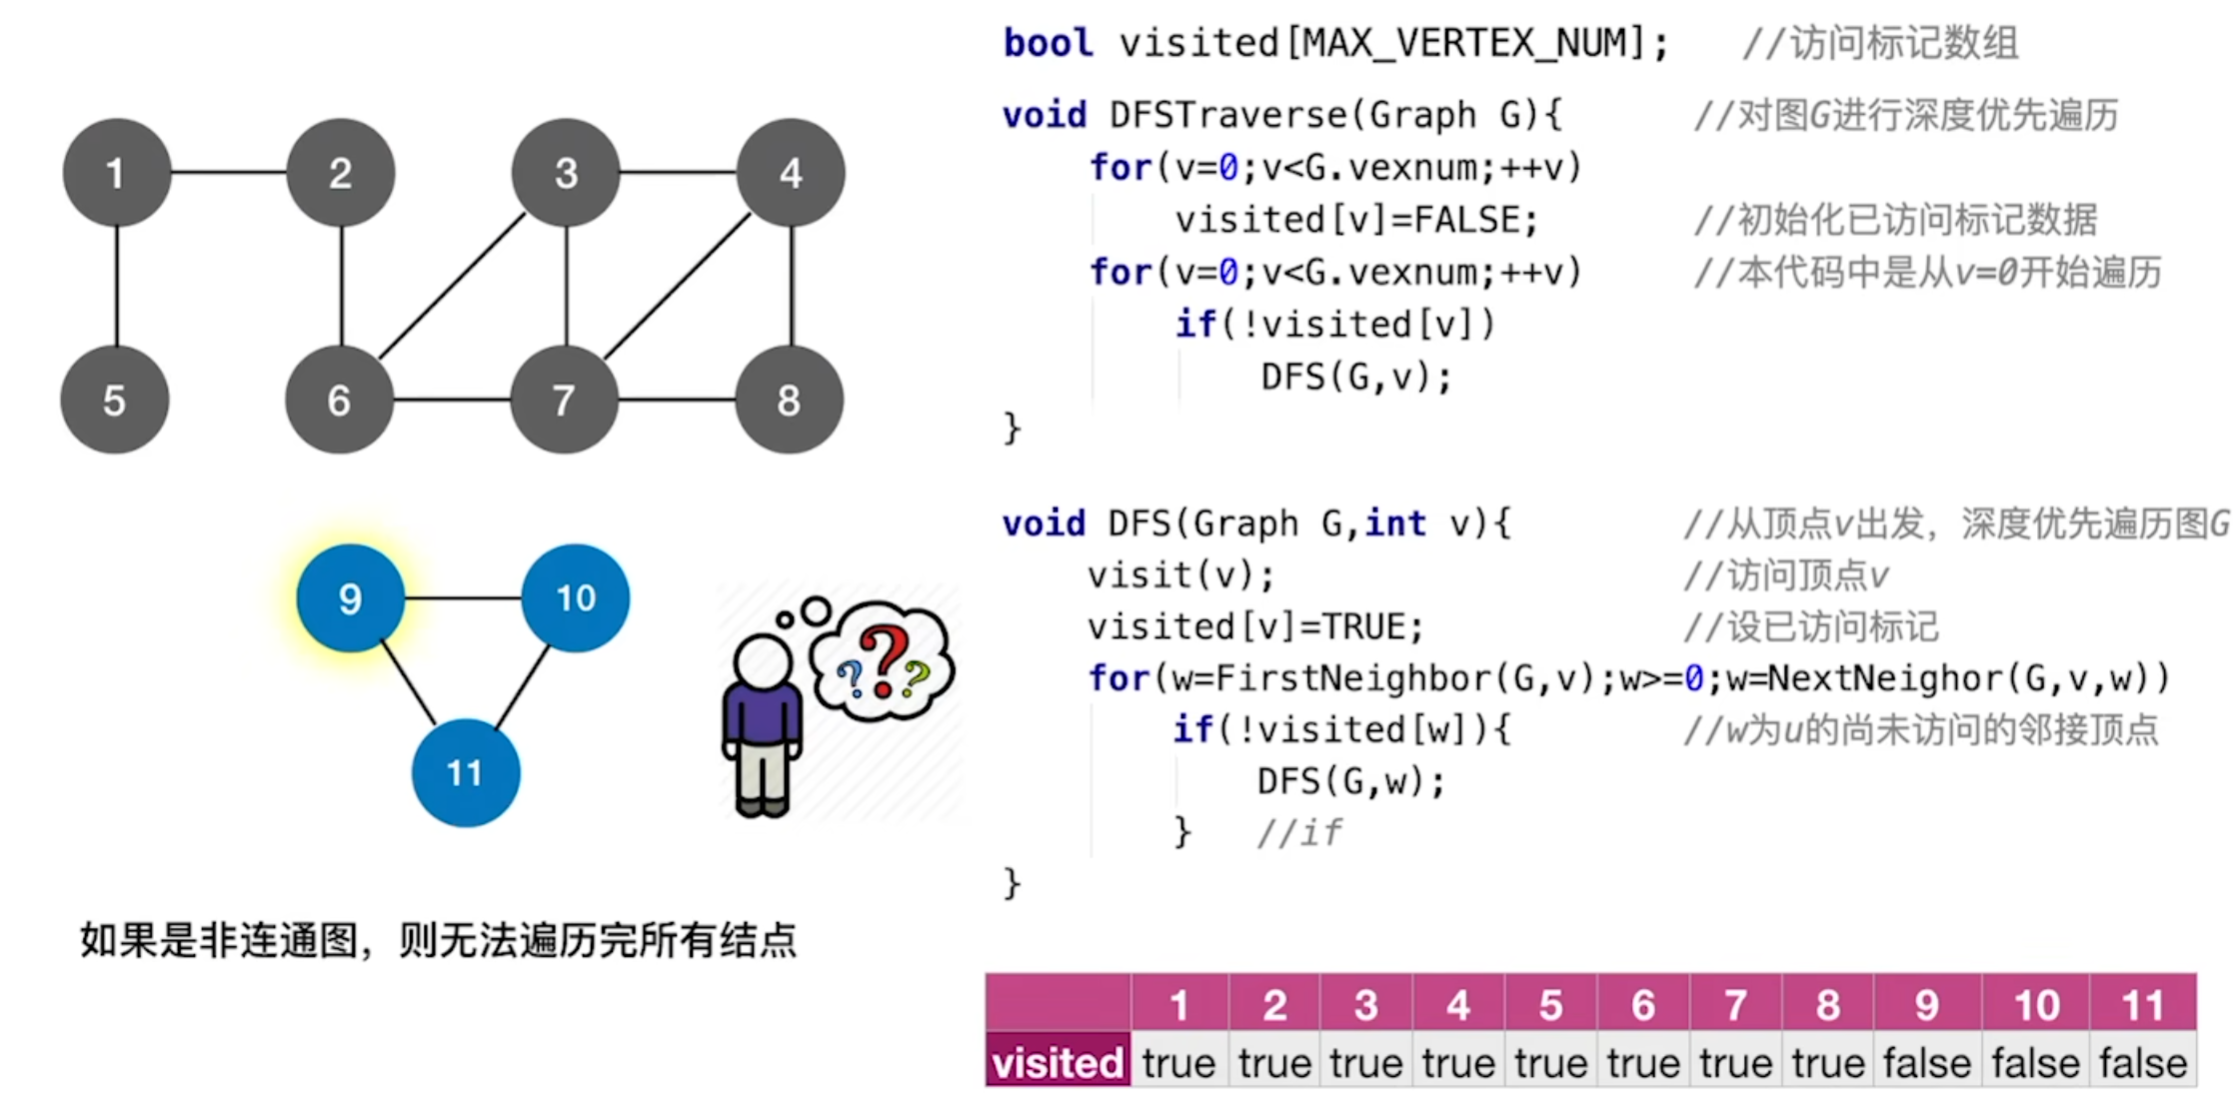 1
2
3
4
5
6
7
8
9
10
11
? ? ?
如果是非连通图，则无法遍历完所有结点
bool visited[MAX_VERTEX_NUM]; //访问标记数组
void DFSTraverse(Graph G){ //对图G进行深度优先遍历
for(v=0;v<G.vexnum;++v)
visited[v]=FALSE; //初始化已访问标记数据
for(v=0;v<G.vexnum;++v) //本代码中是从v=0开始遍历
if(!visited[v])
DFS(G,v);
}
void DFS(Graph G,int v){ //从顶点v出发，深度优先遍历图G
visit(v); //访问顶点v
visited[v]=TRUE; //设已访问标记
for(w=FirstNeighbor(G,v);w>=0;w=NextNeighor(G,v,w))
if(!visited[w]){ //w为u的尚未访问的邻接顶点
DFS(G,w);
} //if
}
1 2 3 4 5 6 7 8 9 10 11
visited true true true true true true true true false false false